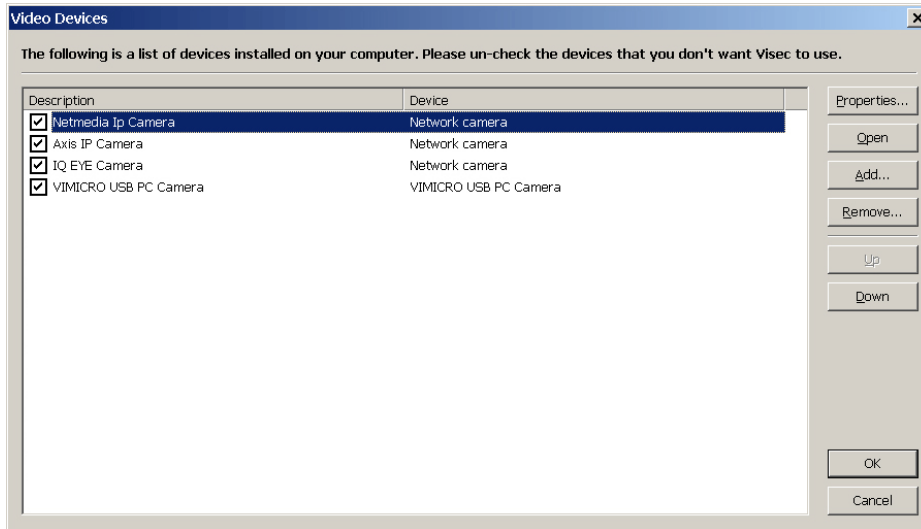 Video Devices
The following is a list of devices installed on your computer. Please un-check the devices that you don't want Visec to use.
Description Device
Netmedia Ip Camera Network camera
Axis IP Camera Network camera
IQ EYE Camera Network camera
VIMICRO USB PC Camera VIMICRO USB PC Camera
Properties...
Open
Add...
Remove...
Up
Down
OK
Cancel